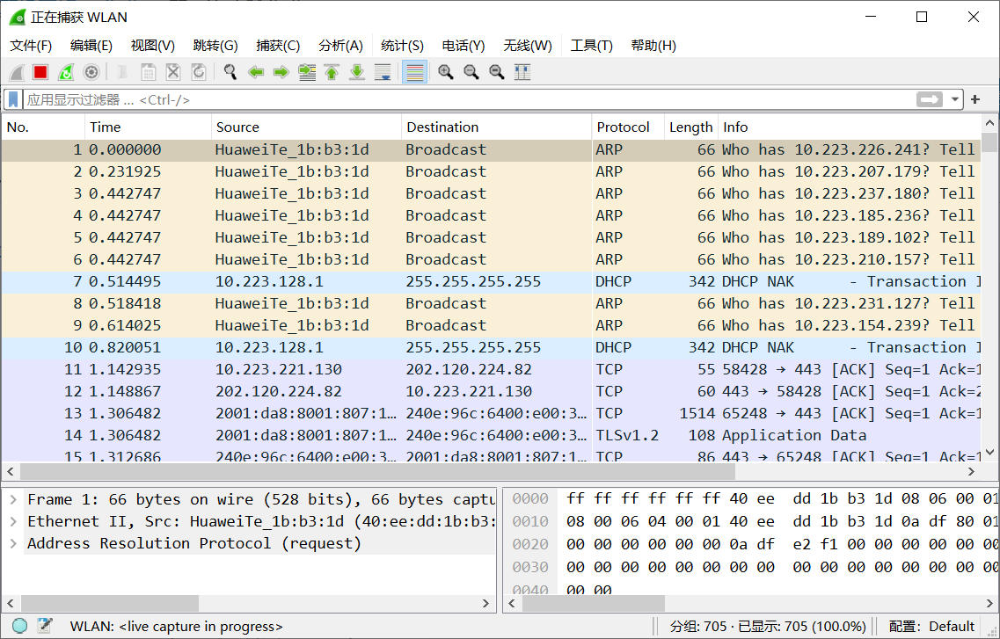 正在捕获 WLAN
文件(F) 编辑(E) 视图(V) 跳转(G) 捕获(C) 分析(A) 统计(S) 电话(Y) 无线(W) 工具(T) 帮助(H)
应用显示过滤器 … <Ctrl-/>
No. Time Source Destination Protocol Length Info
1 0.000000 HuaweiTe_1b:b3:1d Broadcast ARP 66 Who has 10.223.226.241? Tell
2 0.231925 HuaweiTe_1b:b3:1d Broadcast ARP 66 Who has 10.223.207.179? Tell
3 0.442747 HuaweiTe_1b:b3:1d Broadcast ARP 66 Who has 10.223.237.180? Tell
4 0.442747 HuaweiTe_1b:b3:1d Broadcast ARP 66 Who has 10.223.185.236? Tell
5 0.442747 HuaweiTe_1b:b3:1d Broadcast ARP 66 Who has 10.223.189.102? Tell
6 0.442747 HuaweiTe_1b:b3:1d Broadcast ARP 66 Who has 10.223.210.157? Tell
7 0.514495 10.223.128.1 255.255.255.255 DHCP 342 DHCP NAK - Transaction I
8 0.518418 HuaweiTe_1b:b3:1d Broadcast ARP 66 Who has 10.223.231.127? Tell
9 0.614025 HuaweiTe_1b:b3:1d Broadcast ARP 66 Who has 10.223.154.239? Tell
10 0.820051 10.223.128.1 255.255.255.255 DHCP 342 DHCP NAK - Transaction I
11 1.142935 10.223.221.130 202.120.224.82 TCP 55 58428 → 443 [ACK] Seq=1 Ack=1
12 1.148867 202.120.224.82 10.223.221.130 TCP 60 443 → 58428 [ACK] Seq=1 Ack=2
13 1.306482 2001:da8:8001:807:1… 240e:96c:6400:e00:3… TCP 1514 65248 → 443 [ACK] Seq=1 Ack=1
14 1.306482 2001:da8:8001:807:1… 240e:96c:6400:e00:3… TLSv1.2 108 Application Data
15 1.312686 240e:96c:6400:e00:3… 2001:da8:8001:807:1… TCP 86 443 → 65248 [ACK] Seq=1 Ack=1
Frame 1: 66 bytes on wire (528 bits), 66 bytes captu
Ethernet II, Src: HuaweiTe_1b:b3:1d (40:ee:dd:1b:b3:
Address Resolution Protocol (request)
0000 ff ff ff ff ff ff 40 ee dd 1b b3 1d 08 06 00 01
0010 08 00 06 04 00 01 40 ee dd 1b b3 1d 0a df 80 01
0020 00 00 00 00 00 00 0a df e2 f1 00 00 00 00 00 00
0030 00 00 00 00 00 00 00 00 00 00 00 00 00 00 00 00
0040 00 00
WLAN: <live capture in progress> 分组: 705 · 已显示: 705 (100.0%) 配置: Default